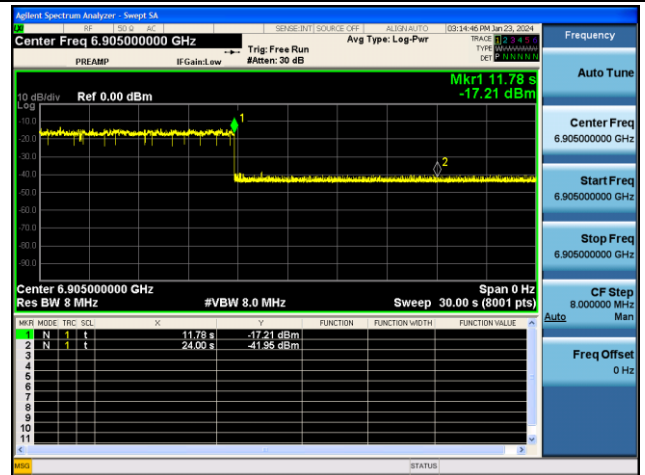 Agilent Spectrum Analyzer - Swept SA
RF 50 Ω AC SENSE:INT SOURCE OFF ALIGN AUTO 03:14:46 PM Jan 23, 2024
Center Freq 6.905000000 GHz
Avg Type: Log-Pwr
TRACE 1 2 3 4 5 6
TYPE
DET P N N N N N
PREAMP IFGain:Low
Trig: Free Run
#Atten: 30 dB
Mkr1 11.78 s
-17.21 dBm
10 dB/div Ref 0.00 dBm
Log
-10.0
-20.0
-30.0
-40.0
-50.0
-60.0
-70.0
-80.0
-90.0
1
2
Center 6.905000000 GHz Span 0 Hz
Res BW 8 MHz #VBW 8.0 MHz Sweep 30.00 s (8001 pts)
MKR MODE TRC SCL X Y FUNCTION FUNCTION WIDTH FUNCTION VALUE
1 N 1 t 11.78 s -17.21 dBm
2 N 1 t 24.00 s -41.95 dBm
3
4
5
6
7
8
9
10
11
MSG STATUS
Frequency
Auto Tune
Center Freq
6.905000000 GHz
Start Freq
6.905000000 GHz
Stop Freq
6.905000000 GHz
CF Step
8.000000 MHz
Auto Man
Freq Offset
0 Hz